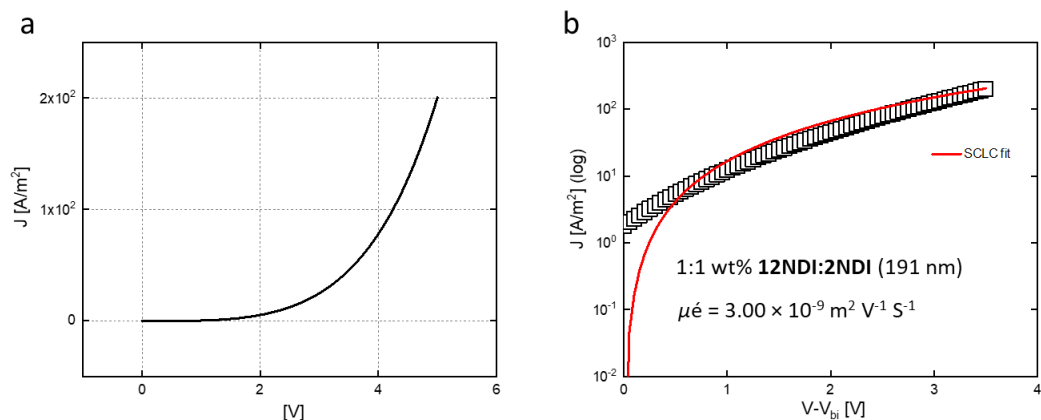 a
J [A/m²]
2x10²
1x10²
0
0
2
4
6
[V]
b
J [A/m²] (log)
10³
10²
10¹
10⁰
10⁻¹
10⁻²
SCLC fit
1:1 wt% 12NDI:2NDI (191 nm)
µé = 3.00 × 10⁻⁹ m² V⁻¹ S⁻¹
0
1
2
3
4
V-V_bi [V]